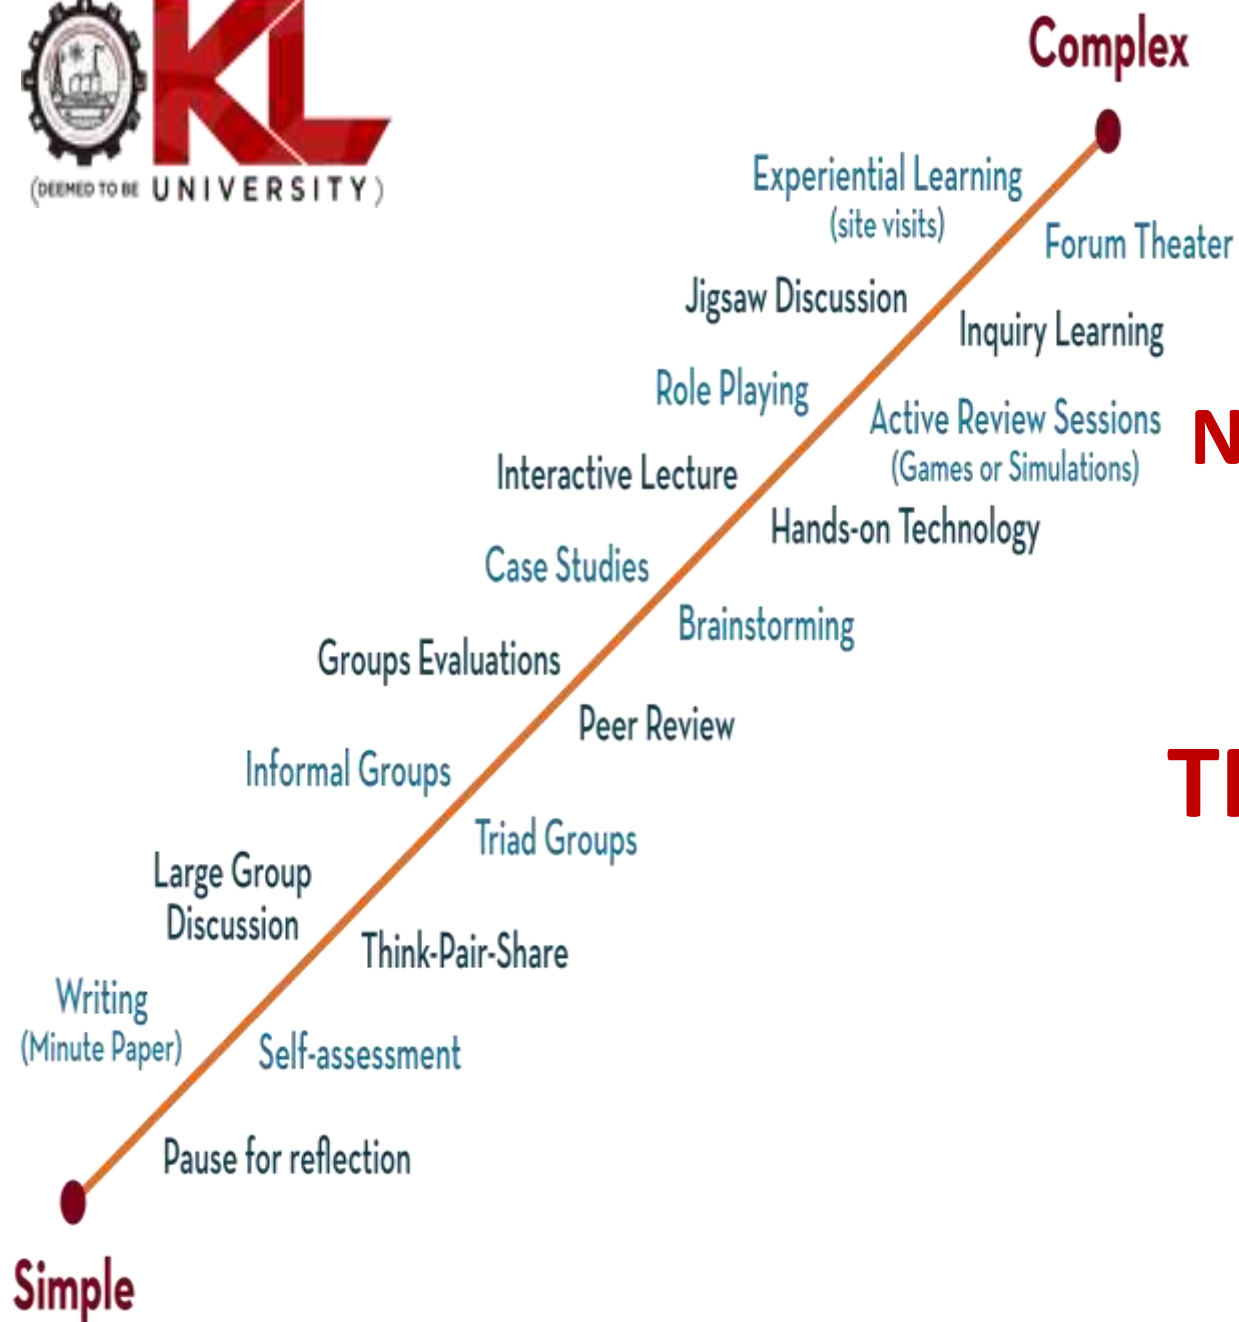 KL
(DEEMED TO BE UNIVERSITY)
Complex
Experiential Learning
(site visits)
Forum Theater
Jigsaw Discussion
Inquiry Learning
Role Playing
Active Review Sessions
(Games or Simulations)
N
Interactive Lecture
Hands-on Technology
Case Studies
Brainstorming
Groups Evaluations
Peer Review
Informal Groups
Triad Groups
Large Group
Discussion
Think-Pair-Share
Writing
(Minute Paper)
Self-assessment
Pause for reflection
Simple